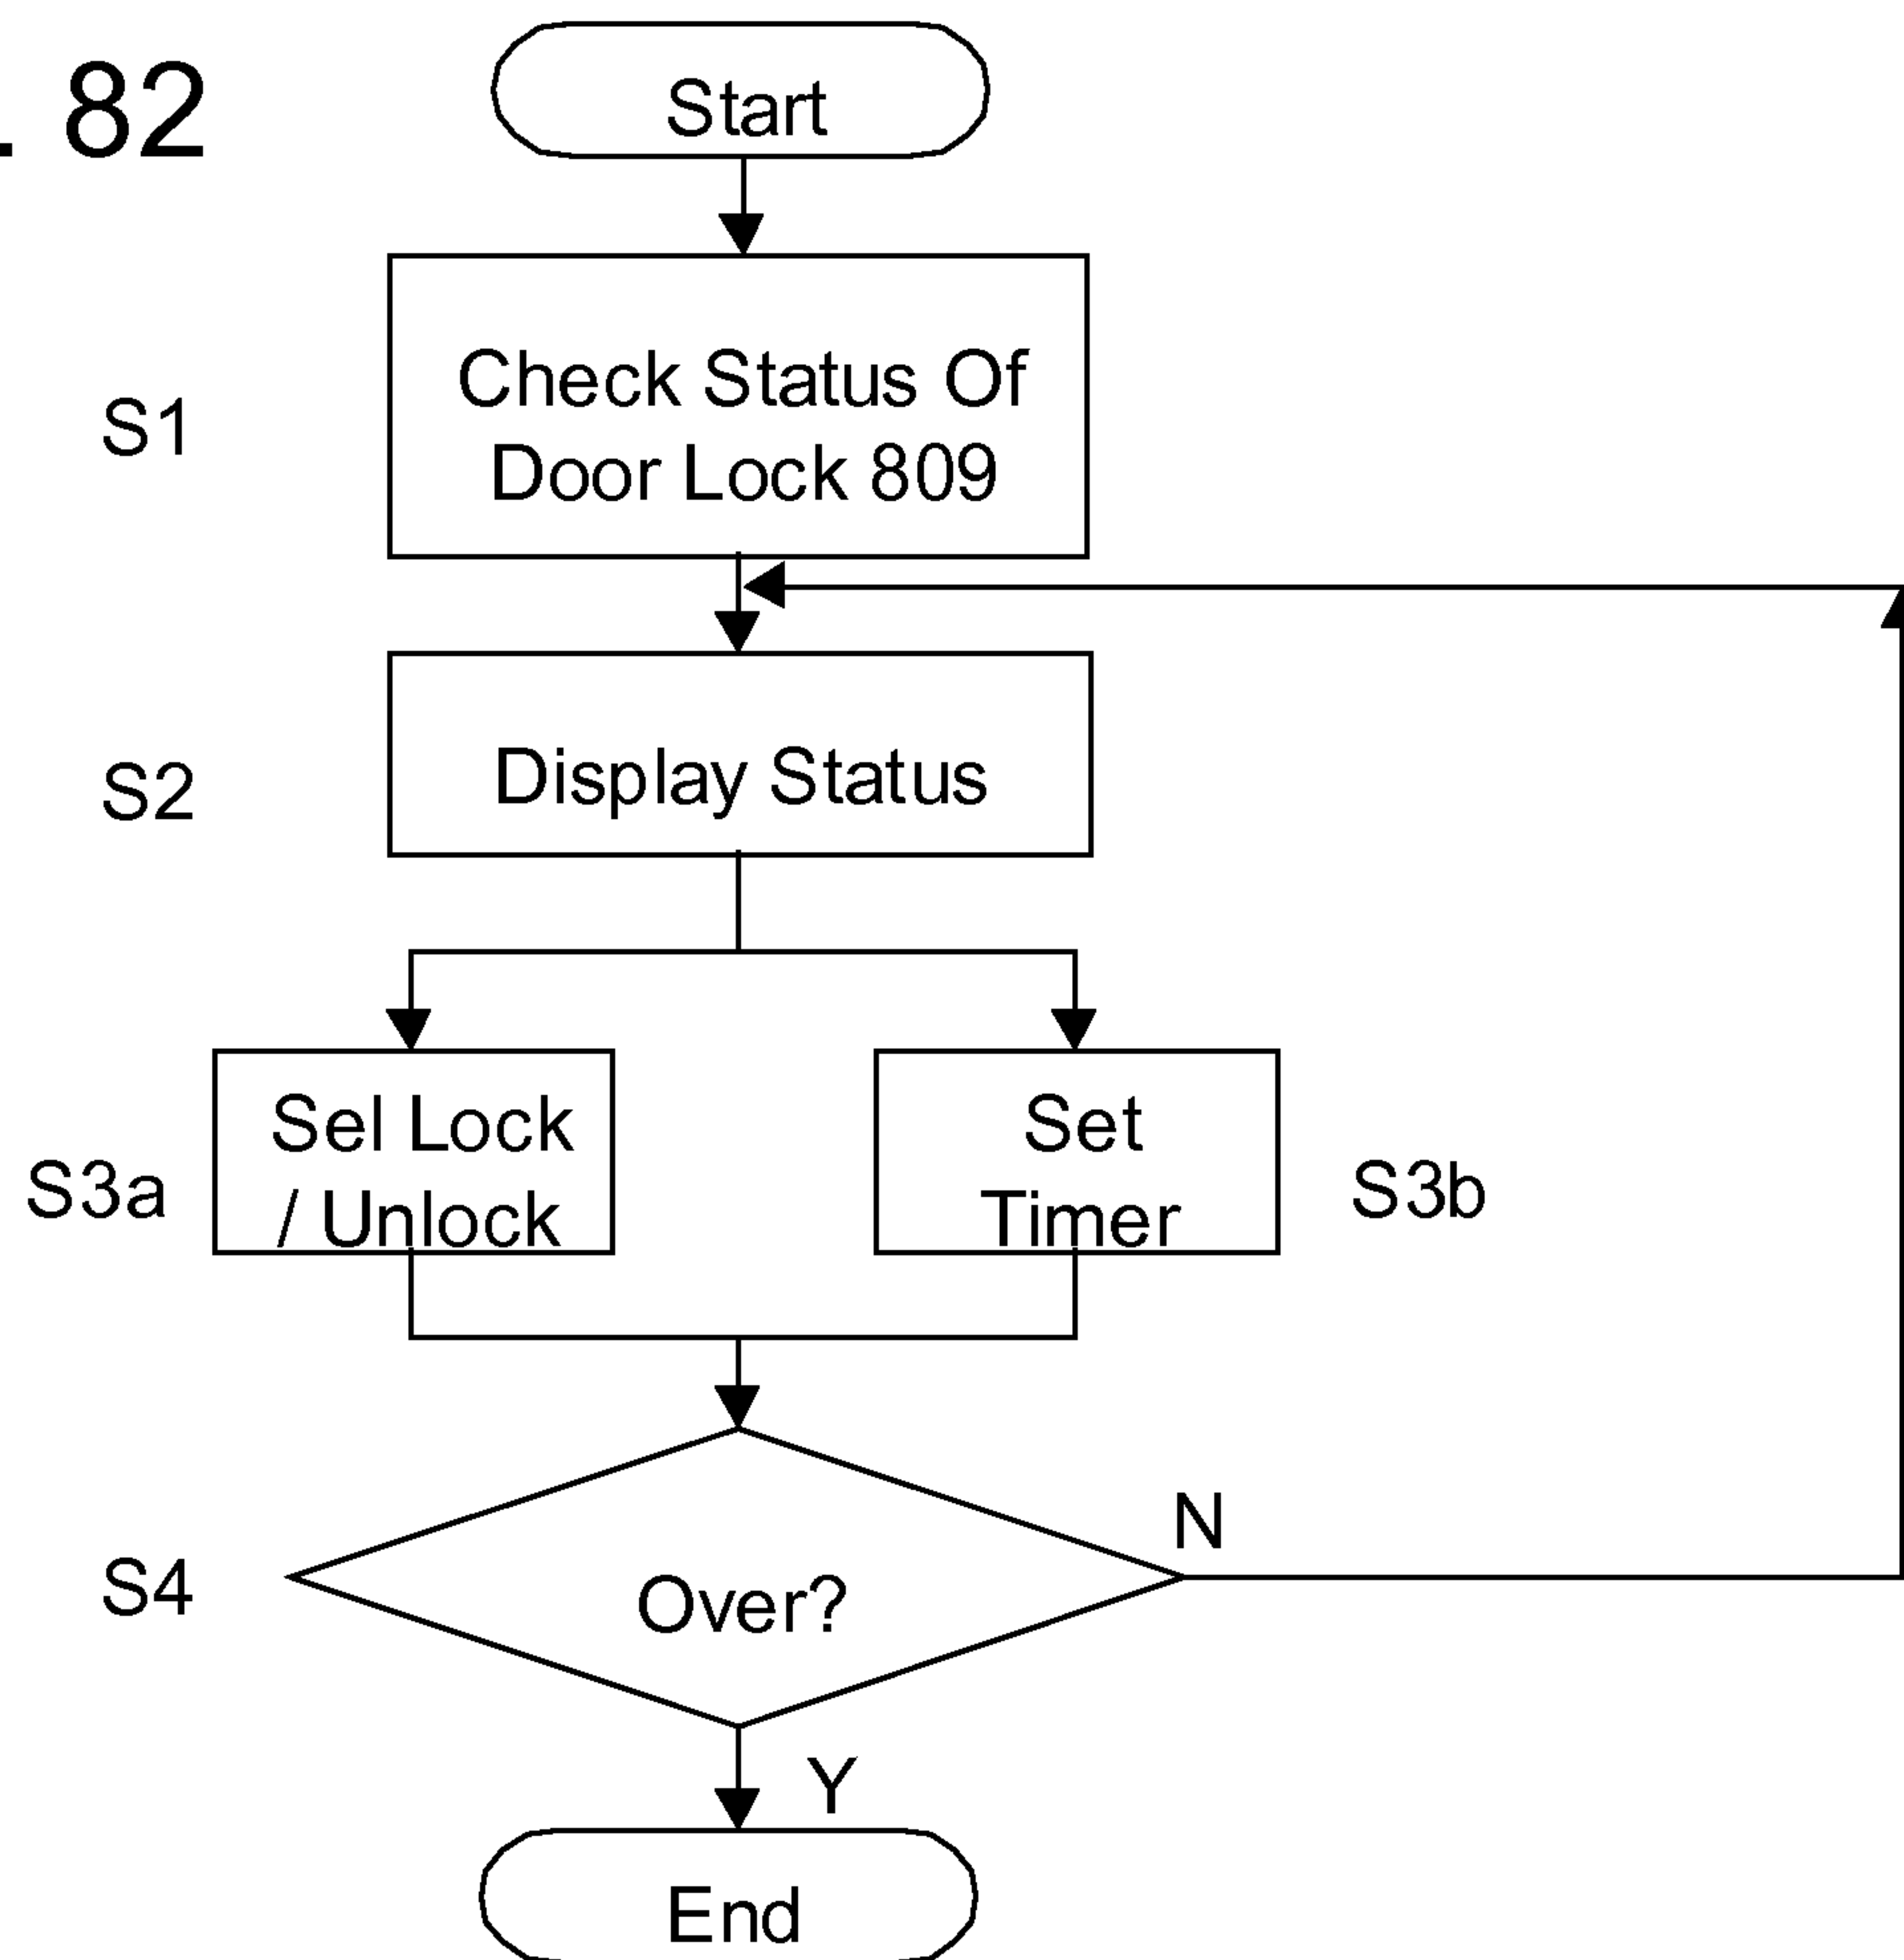 . 82
Start
S1
Check Status Of
Door Lock 809
S2
Display Status
S3a
Sel Lock
/ Unlock
Set
Timer
S3b
S4
Over?
N
Y
End